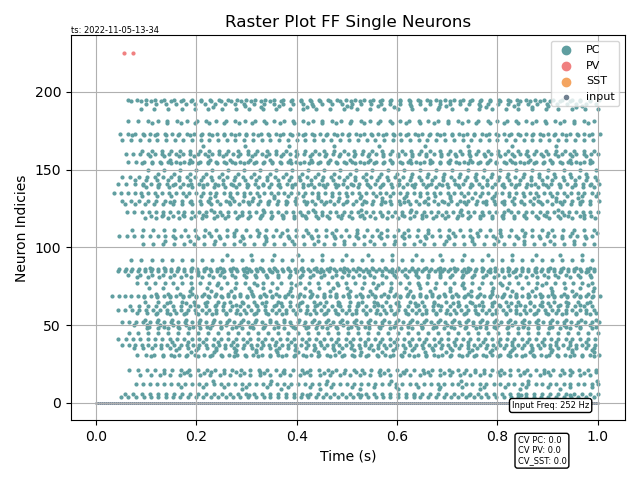 Raster Plot FF Single Neurons
ts: 2022-11-05-13-34
PC
PV
SST
input
Neuron Indicies
200
150
100
50
0
Input Freq: 252 Hz
0.0 0.2 0.4 0.6 0.8 1.0
Time (s)
CV PC: 0.0
CV PV: 0.0
CV_SST: 0.0